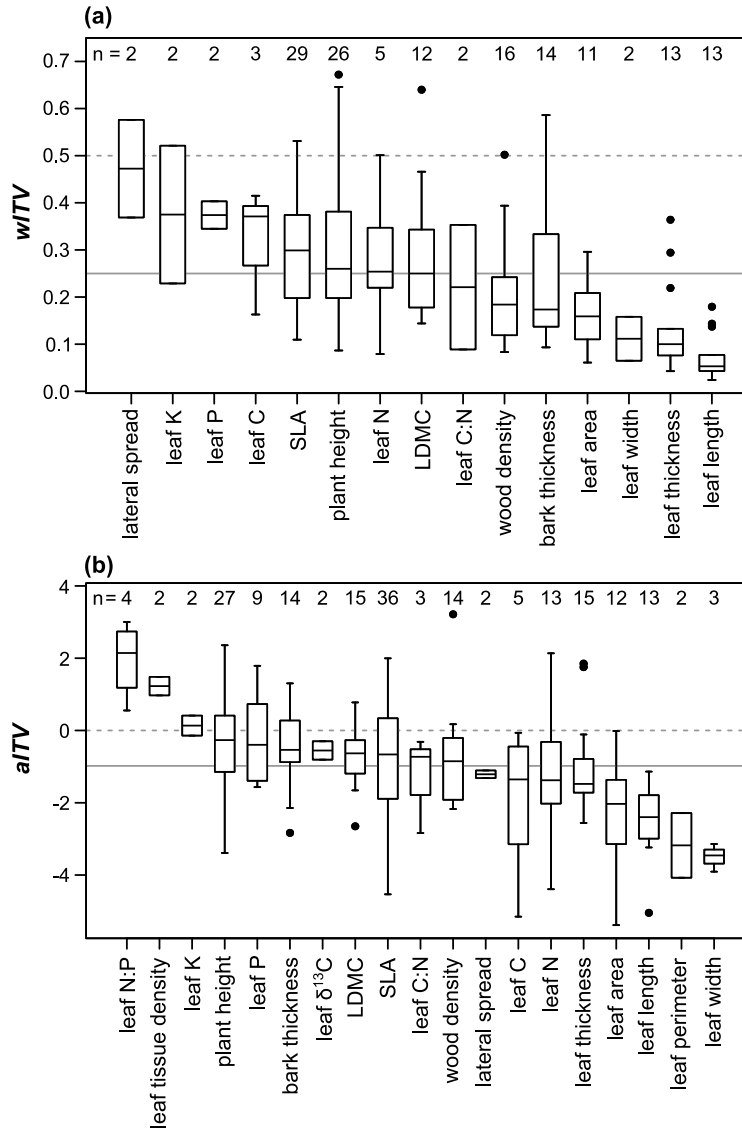 (a)
n = 2 2 2 3 29 26 5 12 2 16 14 11 2 13 13
0.7
0.6
0.5
0.4
0.3
0.2
0.1
0.0
wITV
lateral spread
leaf K
leaf P
leaf C
SLA
plant height
leaf N
LDMC
leaf C:N
wood density
bark thickness
leaf area
leaf width
leaf thickness
leaf length
(b)
n = 4 2 2 27 9 14 2 15 36 3 14 2 5 13 15 12 13 2 3
4
2
0
-2
-4
aITV
leaf N:P
leaf tissue density
leaf K
plant height
leaf P
bark thickness
leaf δ¹³C
LDMC
SLA
leaf C:N
wood density
lateral spread
leaf C
leaf N
leaf thickness
leaf area
leaf length
leaf perimeter
leaf width